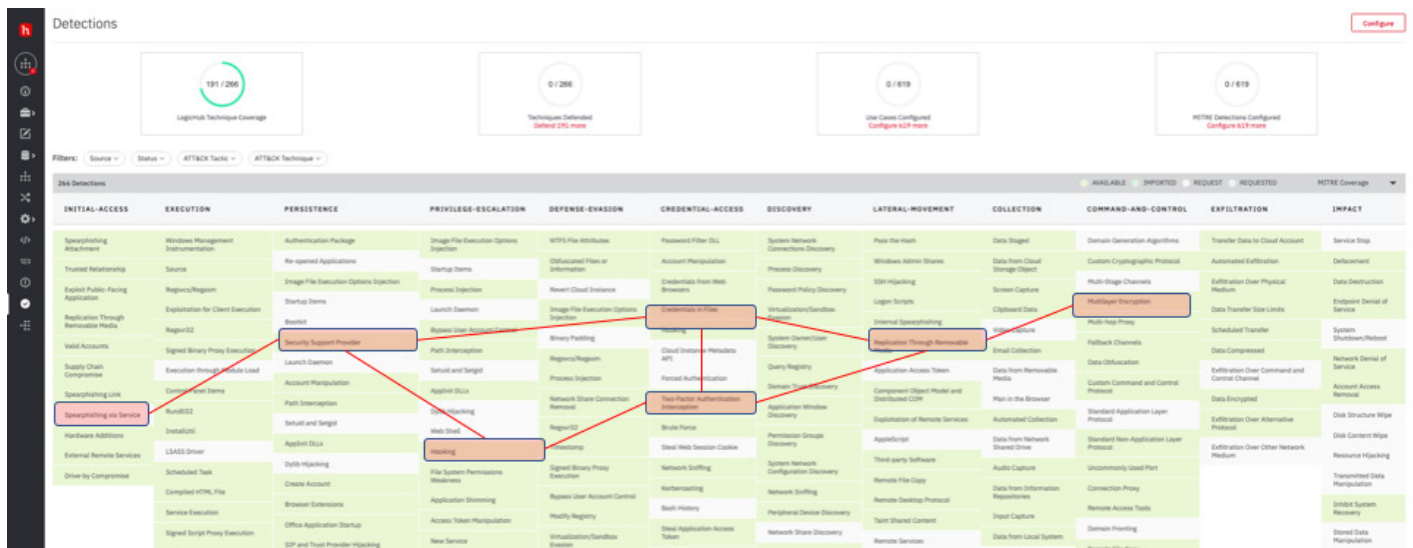 h
Detections
Configure
191 / 266
LogicHub Technique Coverage
0 / 266
Techniques Defended
Defend 191 more
0 / 619
Use Cases Configured
Configure 619 more
0 / 619
MITRE Detections Configured
Configure 619 more
Filters: Source Status ATT&CK Tactic ATT&CK Technique
266 Detections
AVAILABLE IMPORTED REQUEST REQUESTED MITRE Coverage
INITIAL-ACCESS
Spearphishing
Attachment
Trusted Relationship
Exploit Public-Facing
Application
Replication Through
Removable Media
Valid Accounts
Supply Chain
Compromise
Spearphishing Link
Spearphishing via Service
Hardware Additions
External Remote Services
Drive-by Compromise
EXECUTION
Windows Management
Instrumentation
Source
Regsvcs/Regasm
Exploitation for Client Execution
Regsvr32
Signed Binary Proxy Execution
Execution through Module Load
Control Panel Items
Rundll32
InstallUtil
LSASS Driver
Scheduled Task
Compiled HTML File
Service Execution
Signed Script Proxy Execution
PERSISTENCE
Authentication Package
Re-opened Applications
Image File Execution Options Injection
Startup Items
Bootkit
Security Support Provider
Launch Daemon
Account Manipulation
Path Interception
Setuid and Setgid
AppInit DLLs
Dylib Hijacking
Create Account
Browser Extensions
Office Application Startup
SIP and Trust Provider Hijacking
PRIVILEGE-ESCALATION
Image File Execution Options
Injection
Startup Items
Process Injection
Launch Daemon
Bypass User Account Control
Path Interception
Setuid and Setgid
AppInit DLLs
Dylib Hijacking
Web Shell
Hooking
File System Permissions
Weakness
Application Shimming
Access Token Manipulation
New Service
DEFENSE-EVASION
NTFS File Attributes
Obfuscated Files or
Information
Revert Cloud Instance
Image File Execution Options
Injection
Binary Padding
Regsvcs/Regasm
Process Injection
Network Share Connection
Removal
Regsvr32
Timestomp
Signed Binary Proxy
Execution
Bypass User Account Control
Modify Registry
Virtualization/Sandbox
Evasion
CREDENTIAL-ACCESS
Password Filter DLL
Account Manipulation
Credentials from Web
Browsers
Credentials in Files
Hooking
Cloud Instance Metadata
API
Forced Authentication
Two-Factor Authentication
Interception
Brute Force
Steal Web Session Cookie
Network Sniffing
Kerberoasting
Bash History
Steal Application Access
Token
DISCOVERY
System Network
Connections Discovery
Process Discovery
Password Policy Discovery
Virtualization/Sandbox
Evasion
System Owner/User
Discovery
Query Registry
Domain Trust Discovery
Application Window
Discovery
Permission Groups
Discovery
System Network
Configuration Discovery
Network Sniffing
Peripheral Device Discovery
Network Share Discovery
LATERAL-MOVEMENT
Pass the Hash
Windows Admin Shares
SSH Hijacking
Logon Scripts
Internal Spearphishing
Replication Through Removable
Media
Application Access Token
Component Object Model and
Distributed COM
Exploitation of Remote Services
AppleScript
Third-party Software
Remote File Copy
Remote Desktop Protocol
Taint Shared Content
Remote Services
COLLECTION
Data Staged
Data from Cloud
Storage Object
Screen Capture
Clipboard Data
Video Capture
Email Collection
Data from Removable
Media
Man in the Browser
Automated Collection
Data from Network
Shared Drive
Audio Capture
Data from Information
Repositories
Input Capture
Data from Local System
COMMAND-AND-CONTROL
Domain Generation Algorithms
Custom Cryptographic Protocol
Multi-Stage Channels
Multilayer Encryption
Multi-hop Proxy
Fallback Channels
Data Obfuscation
Custom Command and Control
Protocol
Standard Application Layer
Protocol
Standard Non-Application Layer
Protocol
Uncommonly Used Port
Connection Proxy
Remote Access Tools
Domain Fronting
Remote File Copy
EXFILTRATION
Transfer Data to Cloud Account
Automated Exfiltration
Exfiltration Over Physical
Medium
Data Transfer Size Limits
Scheduled Transfer
Data Compressed
Exfiltration Over Command and
Control Channel
Data Encrypted
Exfiltration Over Alternative
Protocol
Exfiltration Over Other Network
Medium
IMPACT
Service Stop
Defacement
Data Destruction
Endpoint Denial of
Service
System
Shutdown/Reboot
Network Denial of
Service
Account Access
Removal
Disk Structure Wipe
Disk Content Wipe
Resource Hijacking
Transmitted Data
Manipulation
Inhibit System
Recovery
Stored Data
Manipulation